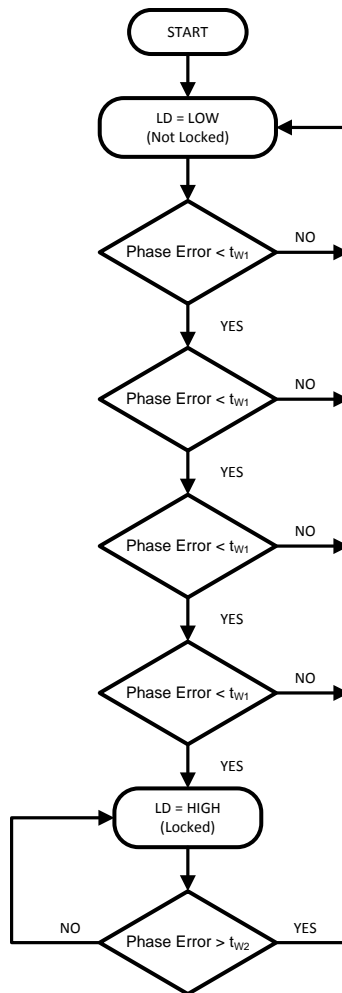 START
LD = LOW
(Not Locked)
Phase Error < tW1
NO
YES
Phase Error < tW1
NO
YES
Phase Error < tW1
NO
YES
Phase Error < tW1
NO
YES
LD = HIGH
(Locked)
NO
Phase Error > tW2
YES